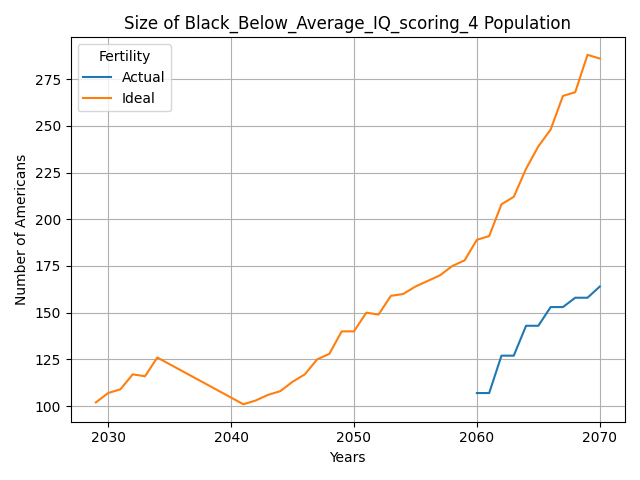 Size of Black_Below_Average_IQ_scoring_4 Population
Fertility
Actual
Ideal
Number of Americans
275
250
225
200
175
150
125
100
2030 2040 2050 2060 2070
Years